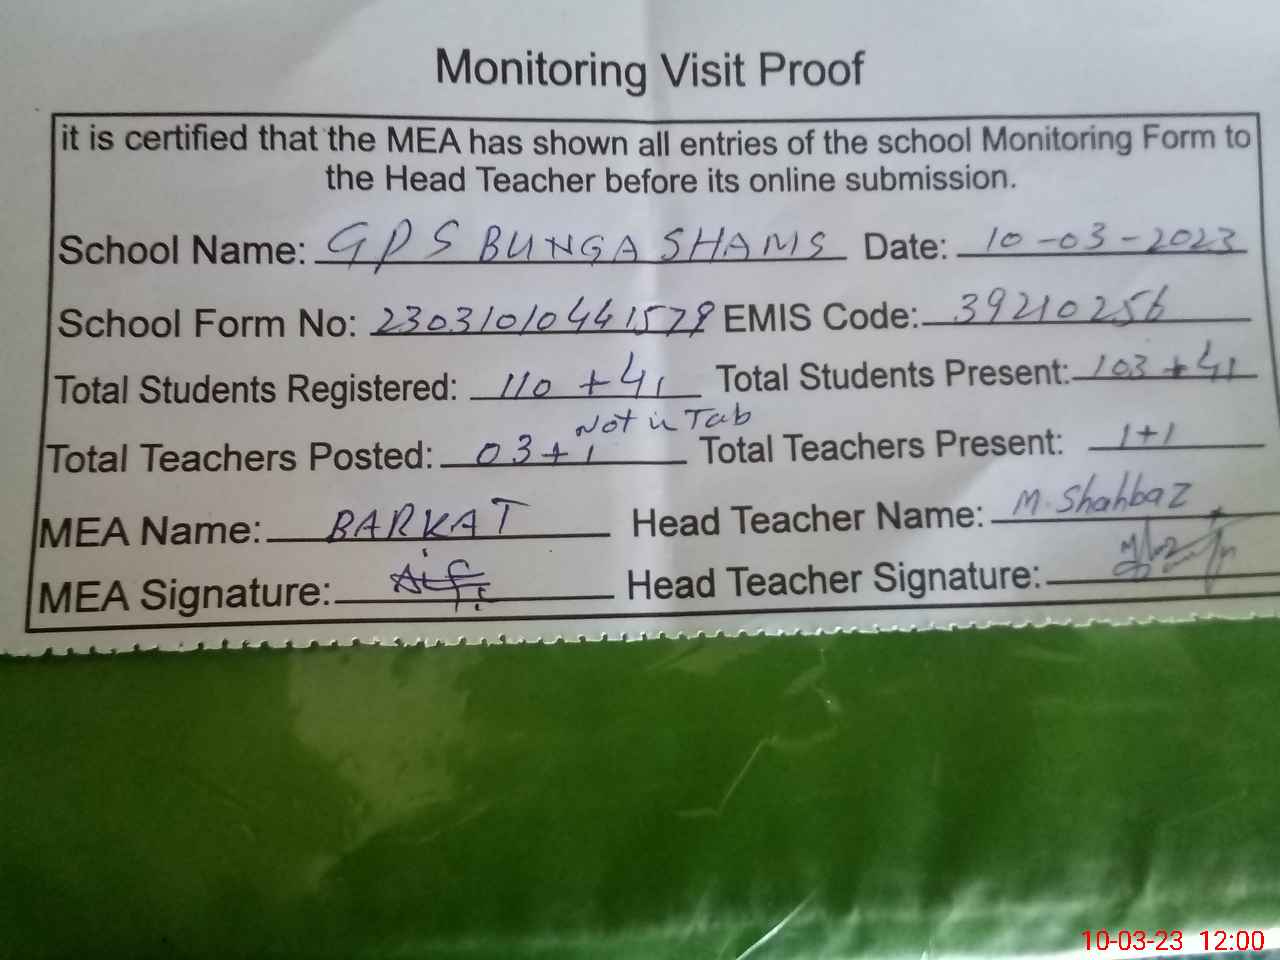 Monitoring Visit Proof
it is certified that the MEA has shown all entries of the school Monitoring Form to
the Head Teacher before its online submission.
School Name: GPS BUNGA SHAMS Date: 10-03-2023
School Form No: 2303101044 1579 EMIS Code: 39210256
Total Students Registered: 110 + 41 Total Students Present: 103 + 41
Not in Tab
Total Teachers Posted: 03 + 1 Total Teachers Present: 1+1
MEA Name: BARKAT Head Teacher Name: M. Shahbaz
MEA Signature: Head Teacher Signature:
10-03-23 12:00